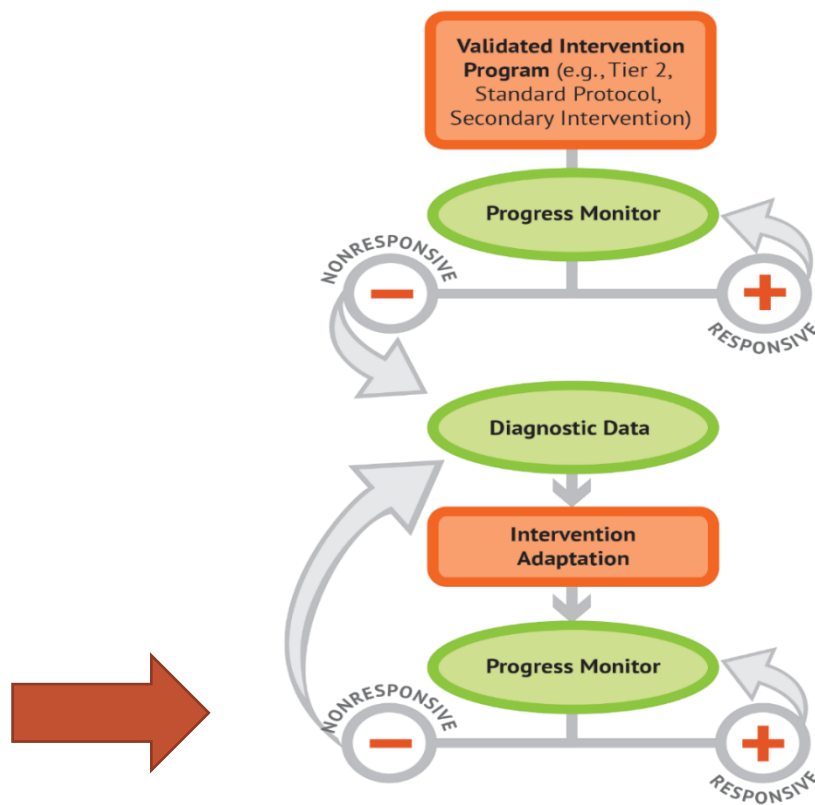 Validated Intervention
Program (e.g., Tier 2,
Standard Protocol,
Secondary Intervention)
Progress Monitor
NONRESPONSIVE
RESPONSIVE
Diagnostic Data
Intervention
Adaptation
Progress Monitor
NONRESPONSIVE
RESPONSIVE